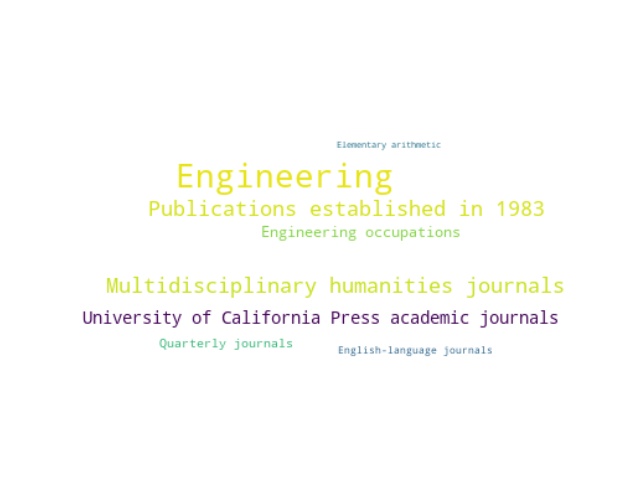 Elementary arithmetic
Engineering
Publications established in 1983
Engineering occupations
Multidisciplinary humanities journals
University of California Press academic journals
Quarterly journals
English-language journals